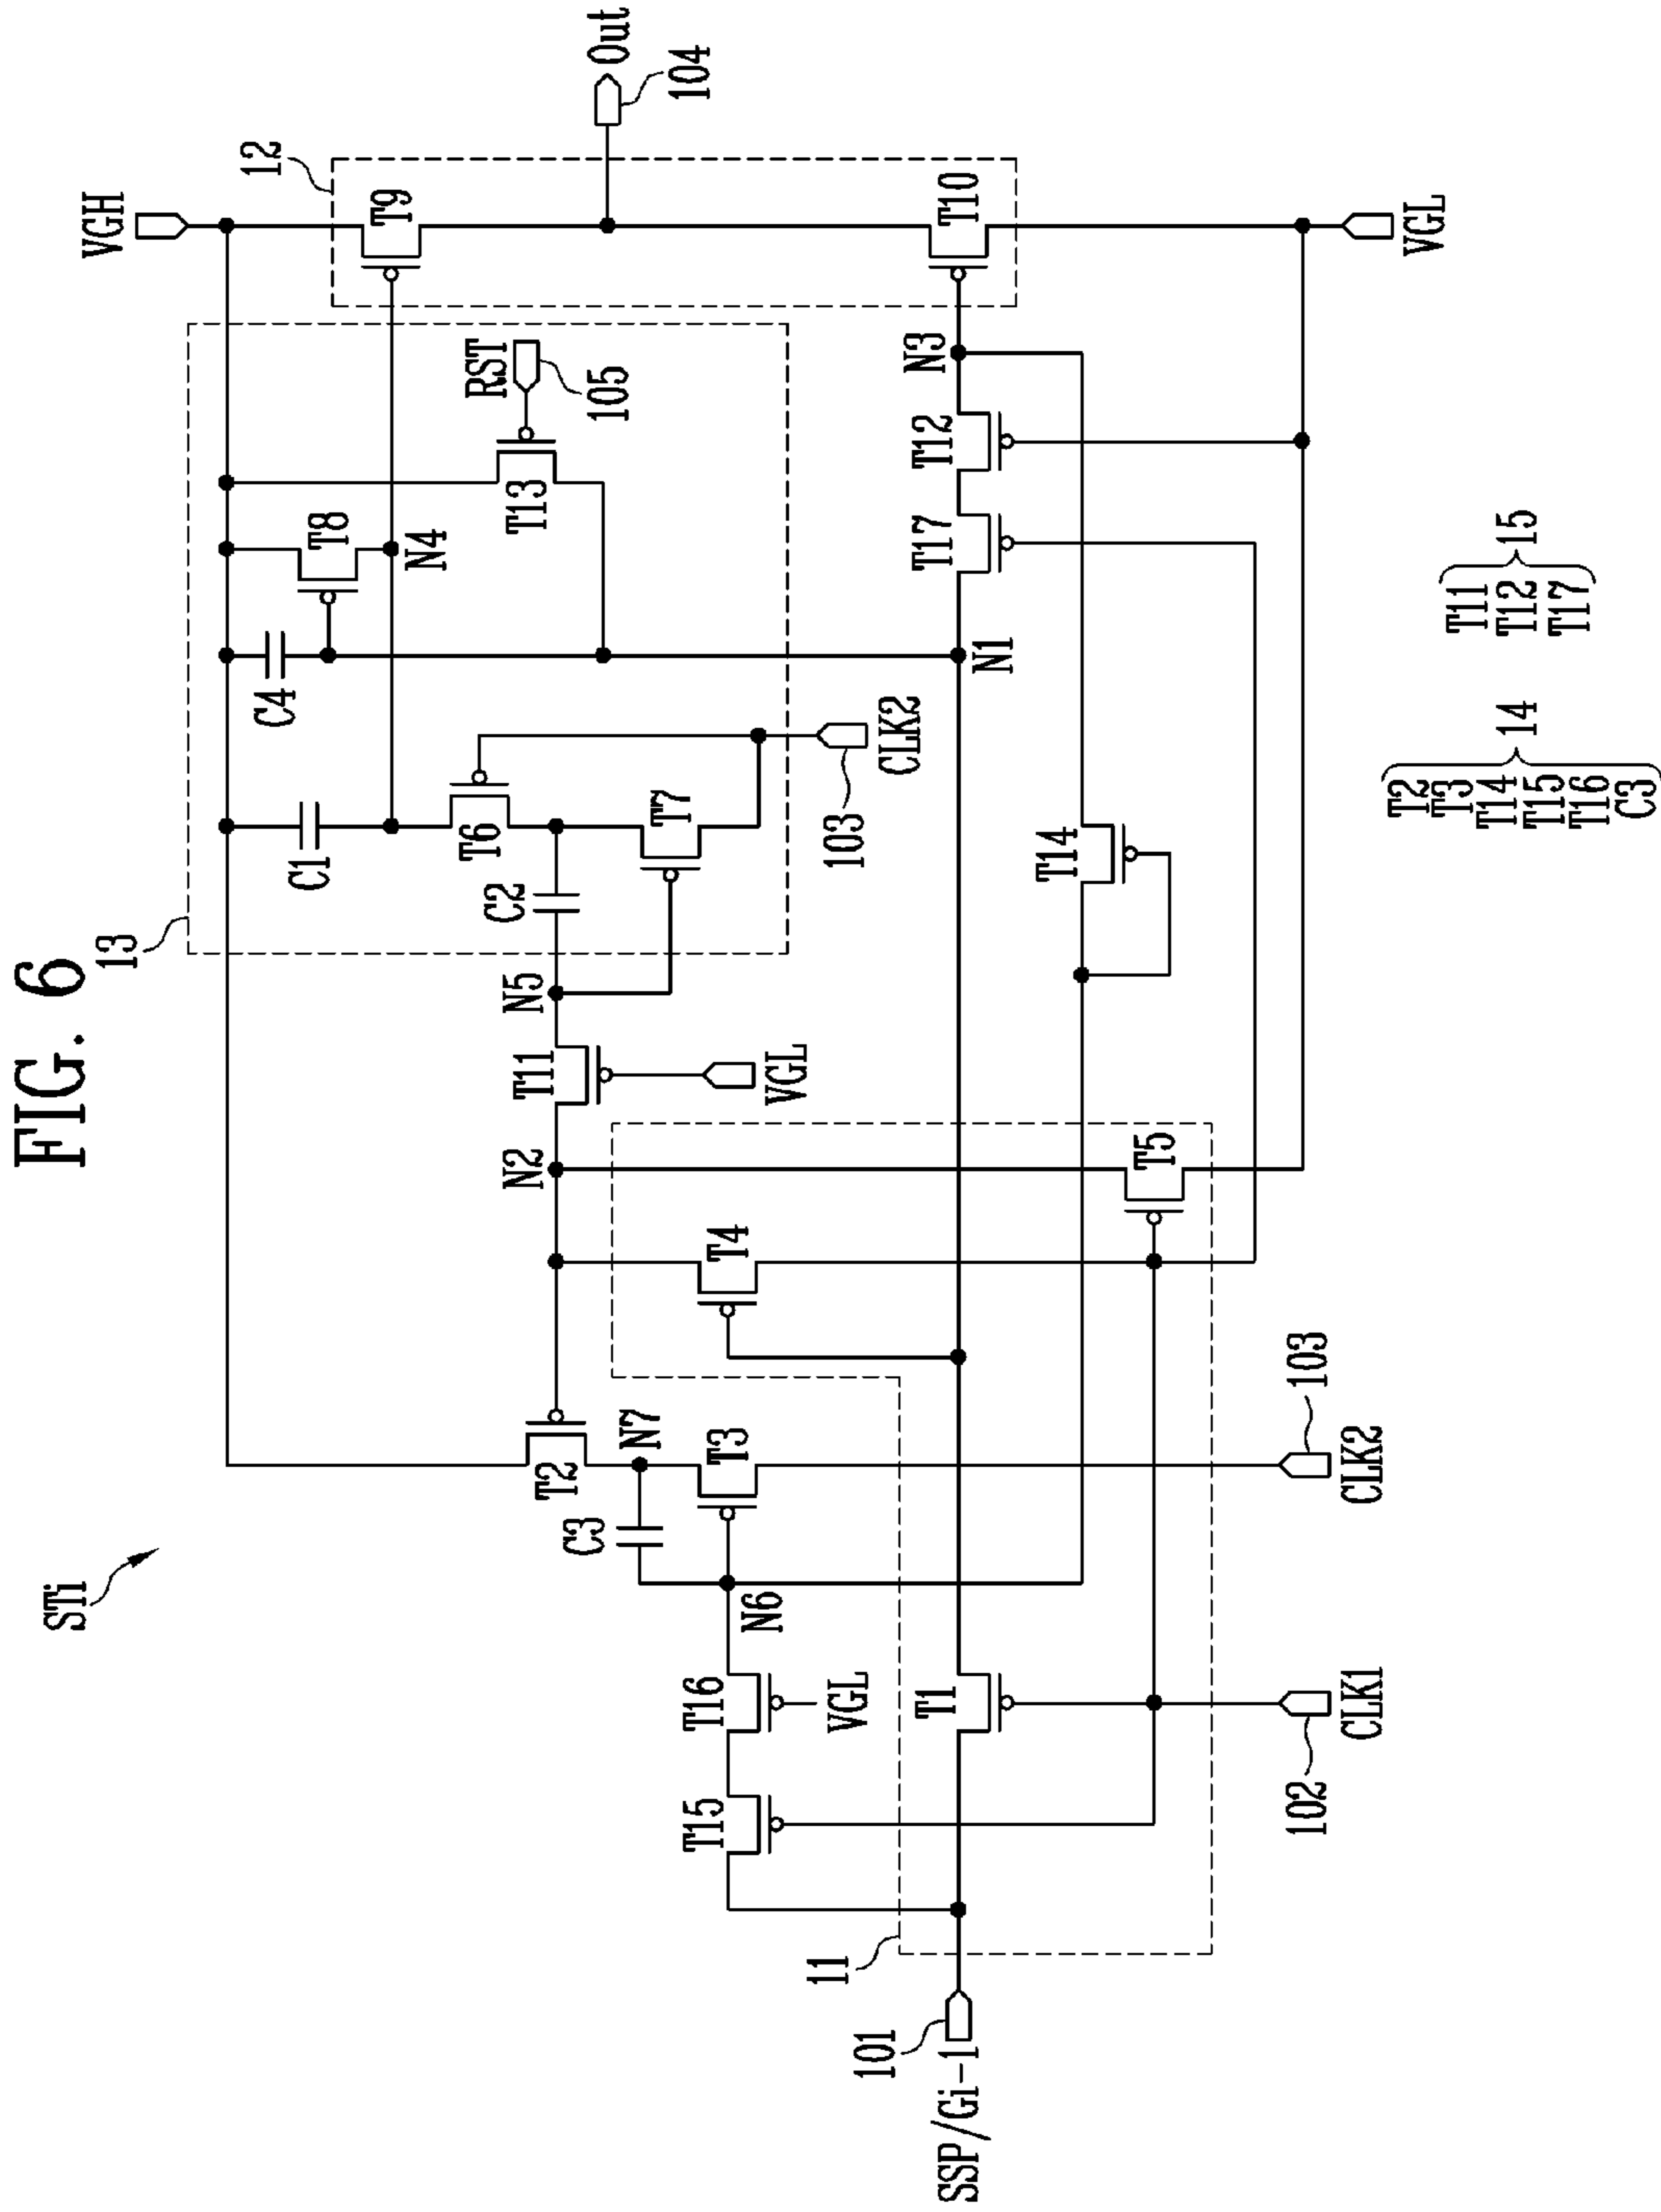 FIG. 6
STi
VGH
13
12
C1
C4
T8
T9
N4
RST
105
T13
Out
104
T6
C2
T7
N5
T11
VGL
N2
T2
N7
C3
T3
N6
T16
VGL
T15
T4
CLK2
103
11
101
SSP/Gi-1
T1
N1
T17
T12
N3
T10
T14
T5
102
CLK1
103
CLK2
VGL
T2
T3
T14
T15
T16
C3
14
T11
T12
T17
15